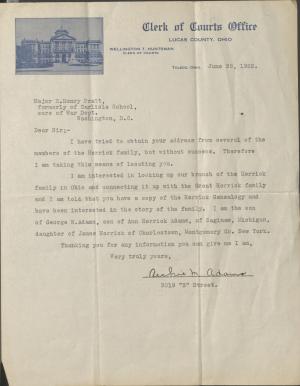 Clerk of Courts Office
LUCAS COUNTY, OHIO
WELLINGTON T. HUNTSMAN
CLERK OF COURTS
TOLEDO, OHIO, June 28, 1922.
Major R.Henry Pratt,
formerly of Carlisle School,
care of War Dept.
Washington, D.C.
Dear Sir;-
I have tried to obtain your address from several of the
members of the Herrick family, but without success. Therefore
I am taking this means of locating you.
I am interested in looking up our branch of the Herrick
family in Ohio and connecting it up with the Grant Herrick family
and I am told that you have a copy of the Herrick Genealogy and
have been interested in the story of the family. I am the son
of George E.Adams, son of Ann Herrick Adams, of Saginaw, Michigan,
daughter of James Herrick of Charlestown, Montgomery Co. New York.
Thanking you for any information you can give me I am,
Very truly yours,
M. Adams
2019 "B" Street.